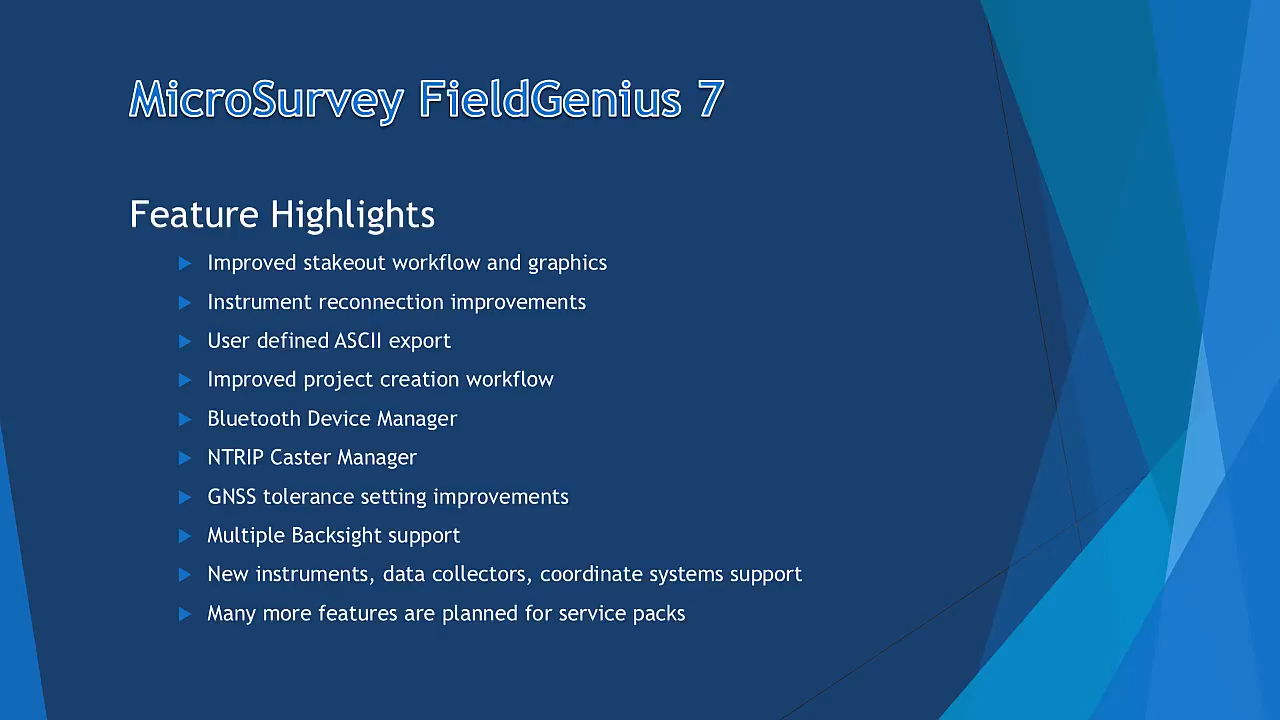 MicroSurvey FieldGenius 7
Feature Highlights
Improved stakeout workflow and graphics
Instrument reconnection improvements
User defined ASCII export
Improved project creation workflow
Bluetooth Device Manager
NTRIP Caster Manager
GNSS tolerance setting improvements
Multiple Backsight support
New instruments, data collectors, coordinate systems support
Many more features are planned for service packs